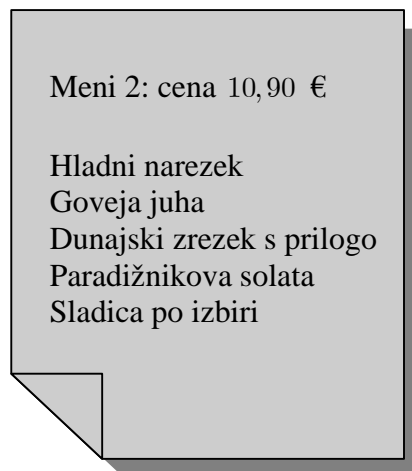 Meni 2: cena 10,90 €
Hladni narezek
Goveja juha
Dunajski zrezek s prilogo
Paradižnikova solata
Sladica po izbiri